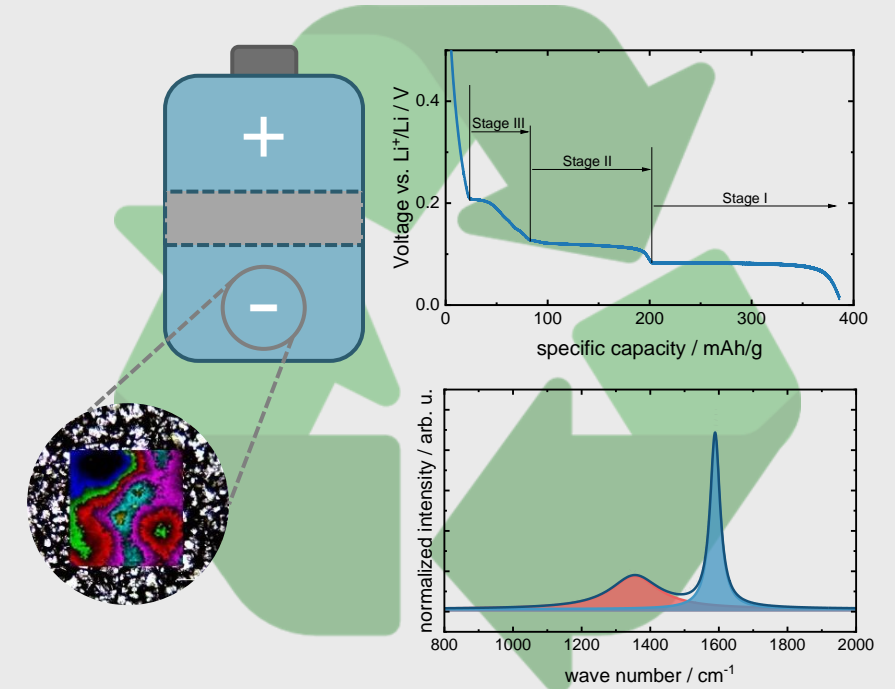 +
−
Voltage vs. Li⁺/Li / V
0.4
0.2
0.0
Stage III
Stage II
Stage I
0 100 200 300 400
specific capacity / mAh/g
normalized intensity / arb. u.
800 1000 1200 1400 1600 1800 2000
wave number / cm⁻¹